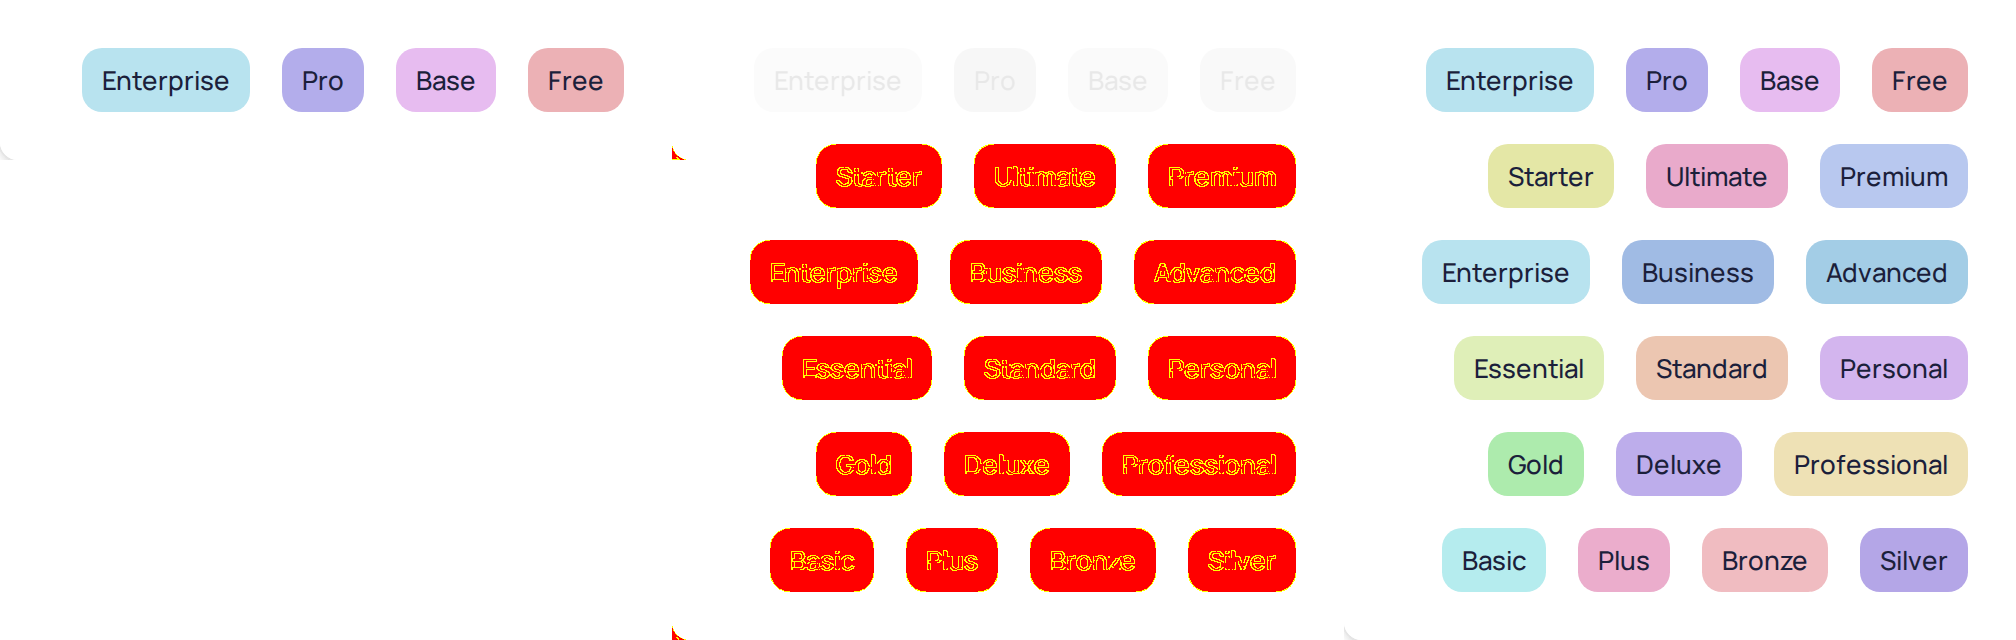 Enterprise Pro Base Free
Enterprise Pro Base Free
Starter Ultimate Premium
Enterprise Business Advanced
Essential Standard Personal
Gold Deluxe Professional
Basic Plus Bronze Silver
Enterprise Pro Base Free
Starter Ultimate Premium
Enterprise Business Advanced
Essential Standard Personal
Gold Deluxe Professional
Basic Plus Bronze Silver